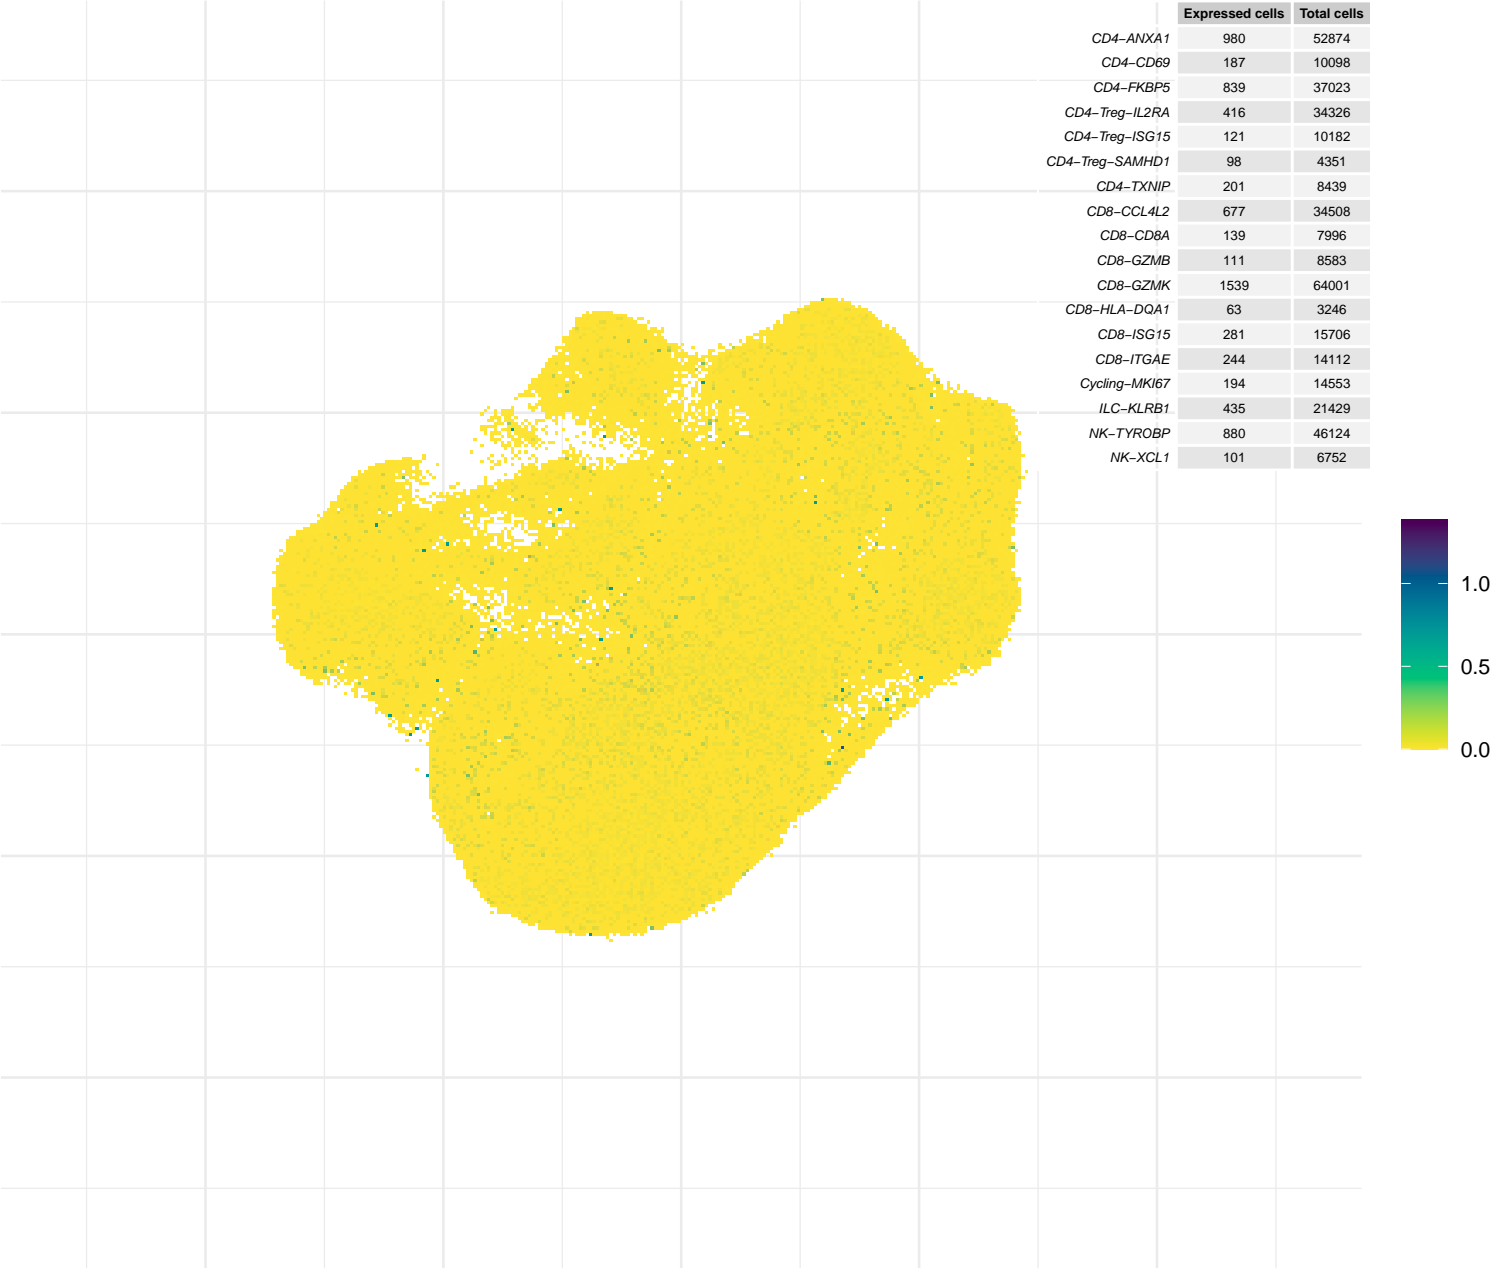 Expressed cells Total cells
CD4−ANXA1 980 52874
CD4−CD69 187 10098
CD4−FKBP5 839 37023
CD4−Treg−IL2RA 416 34326
CD4−Treg−ISG15 121 10182
CD4−Treg−SAMHD1 98 4351
CD4−TXNIP 201 8439
CD8−CCL4L2 677 34508
CD8−CD8A 139 7996
CD8−GZMB 111 8583
CD8−GZMK 1539 64001
CD8−HLA−DQA1 63 3246
CD8−ISG15 281 15706
CD8−ITGAE 244 14112
Cycling−MKI67 194 14553
ILC−KLRB1 435 21429
NK−TYROBP 880 46124
NK−XCL1 101 6752
1.0
0.5
0.0